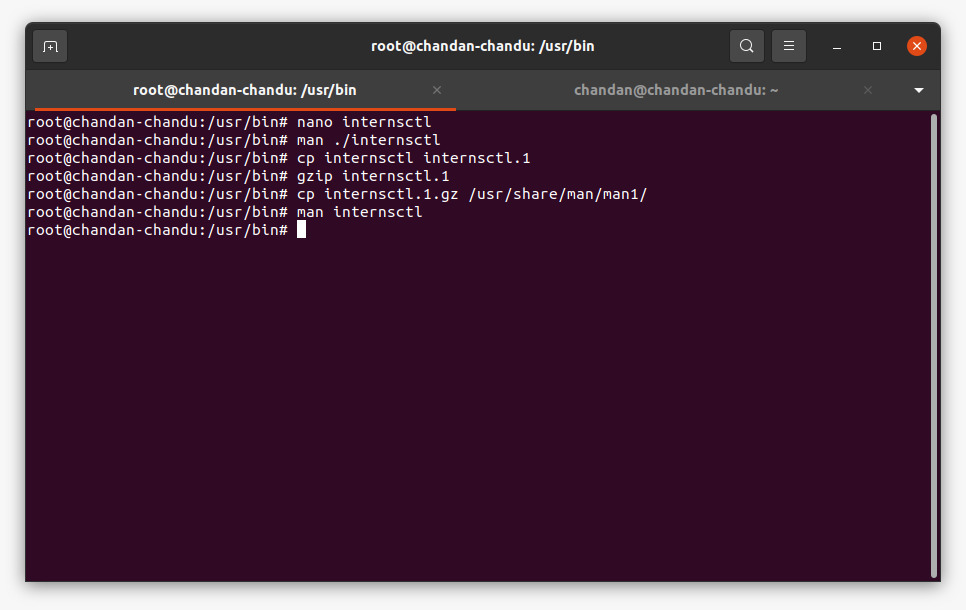 root@chandan-chandu: /usr/bin
root@chandan-chandu: /usr/bin
chandan@chandan-chandu: ~
root@chandan-chandu:/usr/bin# nano internsctl
root@chandan-chandu:/usr/bin# man ./internsctl
root@chandan-chandu:/usr/bin# cp internsctl internsctl.1
root@chandan-chandu:/usr/bin# gzip internsctl.1
root@chandan-chandu:/usr/bin# cp internsctl.1.gz /usr/share/man/man1/
root@chandan-chandu:/usr/bin# man internsctl
root@chandan-chandu:/usr/bin#